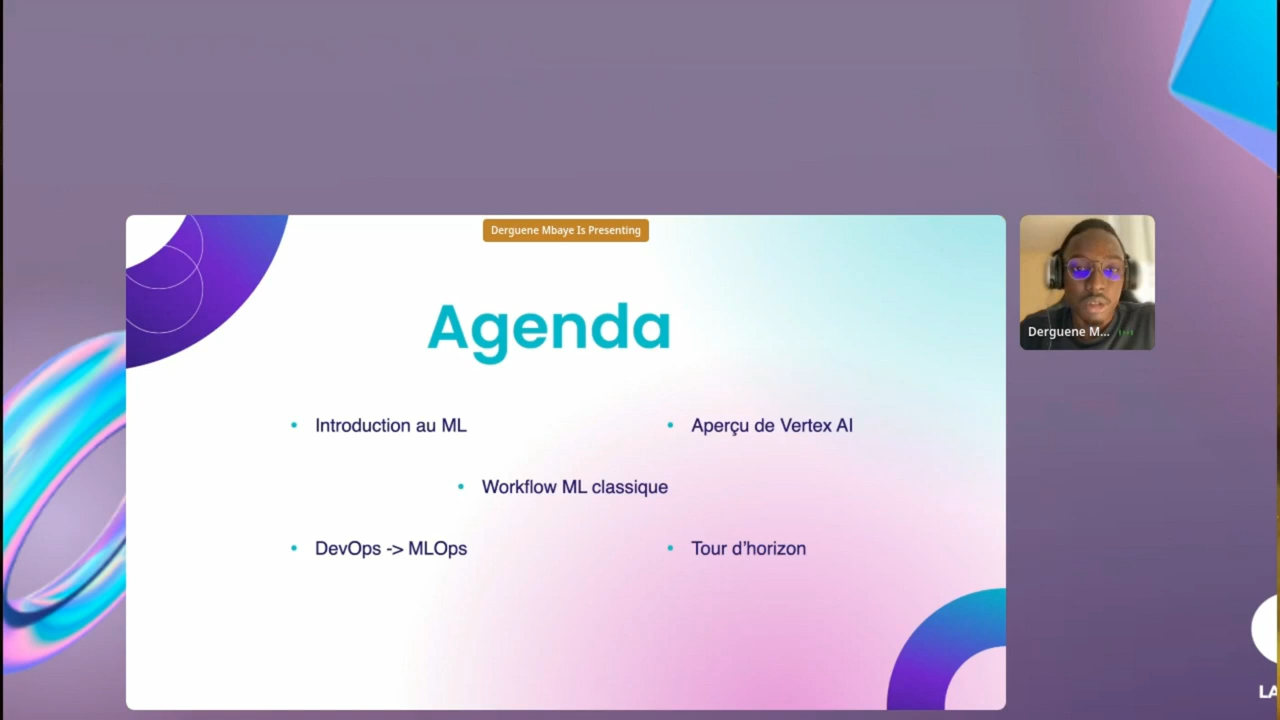 Derguene Mbaye Is Presenting
Agenda
• Introduction au ML
• Aperçu de Vertex AI
• Workflow ML classique
• DevOps -> MLOps
• Tour d’horizon
Derguene M...
LA